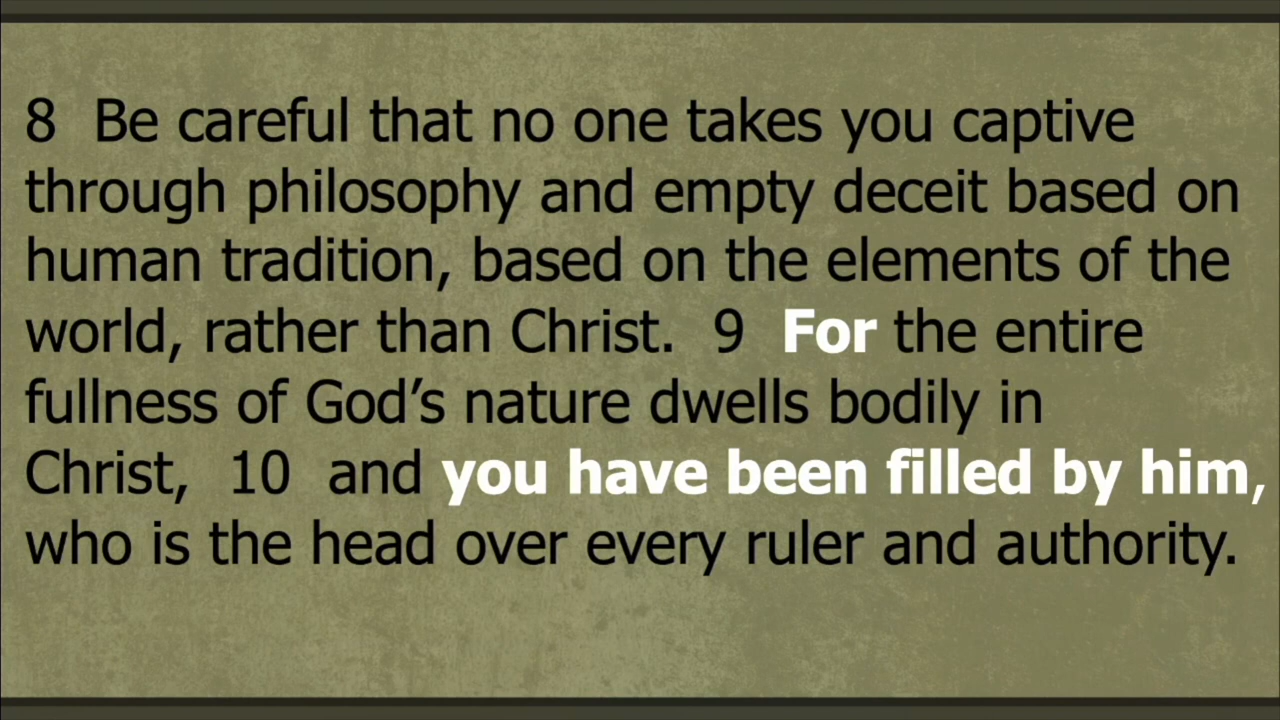 8 Be careful that no one takes you captive
through philosophy and empty deceit based on
human tradition, based on the elements of the
world, rather than Christ. 9 For the entire
fullness of God’s nature dwells bodily in
Christ, 10 and you have been filled by him,
who is the head over every ruler and authority.